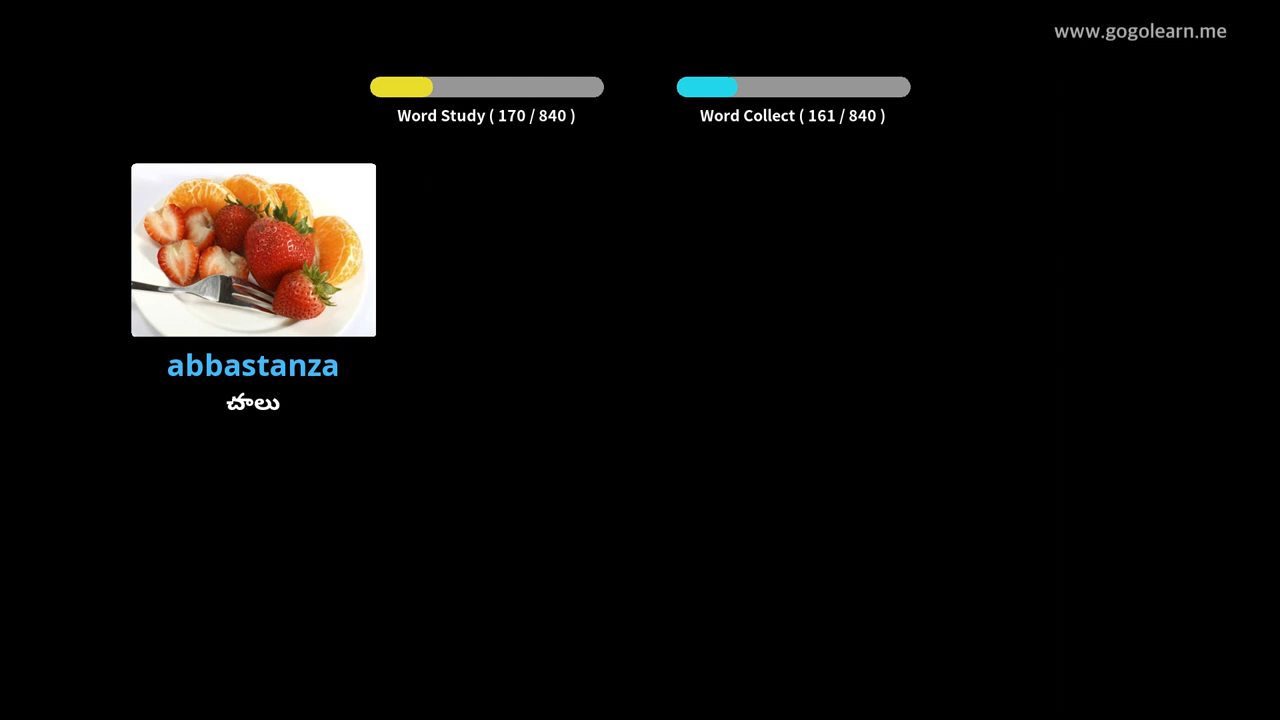 www.gogolearn.me
Word Study ( 170 / 840 )
Word Collect ( 161 / 840 )
abbastanza
చాలు